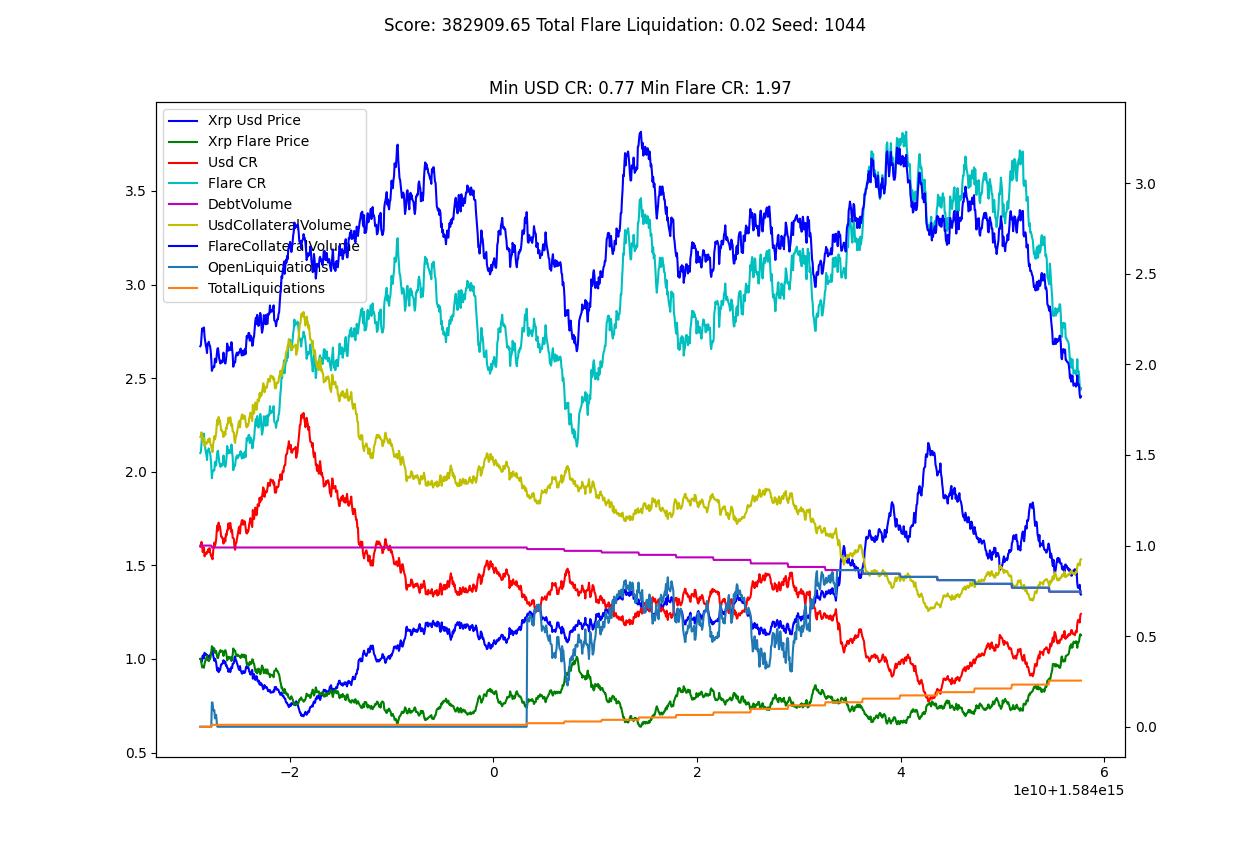 Score: 382909.65 Total Flare Liquidation: 0.02 Seed: 1044
Min USD CR: 0.77 Min Flare CR: 1.97
Xrp Usd Price
Xrp Flare Price
Usd CR
Flare CR
DebtVolume
UsdCollateralVolume
FlareCollateralVolume
OpenLiquidations
TotalLiquidations
3.5
3.0
2.5
2.0
1.5
1.0
0.5
3.0
2.5
2.0
1.5
1.0
0.5
0.0
−2
0
2
4
6
1e10+1.584e15